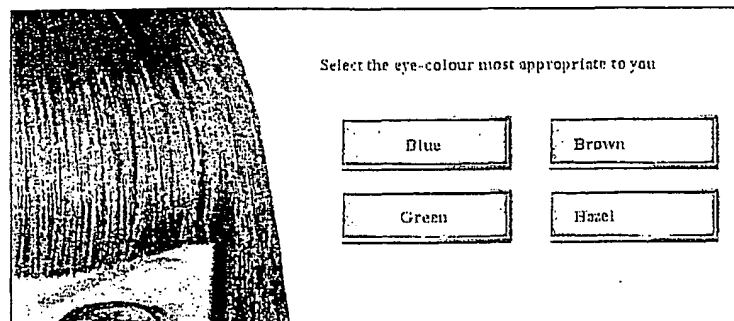 Select the eye-colour most appropriate to you
Blue
Brown
Green
Hazel